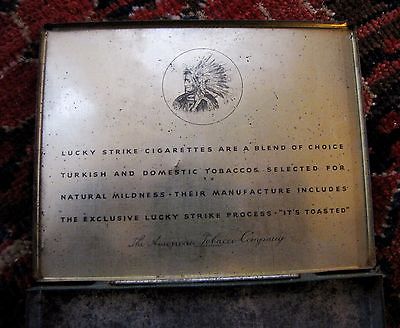 LUCKY STRIKE CIGARETTES ARE A BLEND OF CHOICE
TURKISH AND DOMESTIC TOBACCOS SELECTED FOR
NATURAL MILDNESS - THEIR MANUFACTURE INCLUDES
THE EXCLUSIVE LUCKY STRIKE PROCESS - "IT'S TOASTED"
The American Tobacco Company